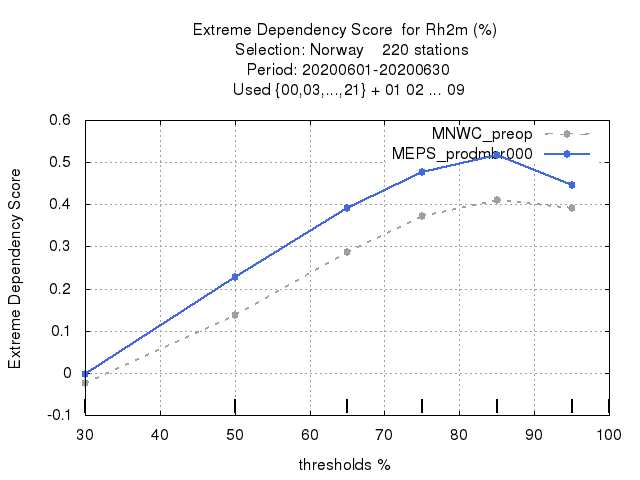 Extreme Dependency Score  for Rh2m (%)
Selection: Norway    220 stations
Period: 20200601-20200630
Used {00,03,...,21} + 01 02 ... 09
MNWC_preop
MEPS_prodmbr000
Extreme Dependency Score
0.6
0.5
0.4
0.3
0.2
0.1
0
-0.1
30 40 50 60 70 80 90 100
thresholds %